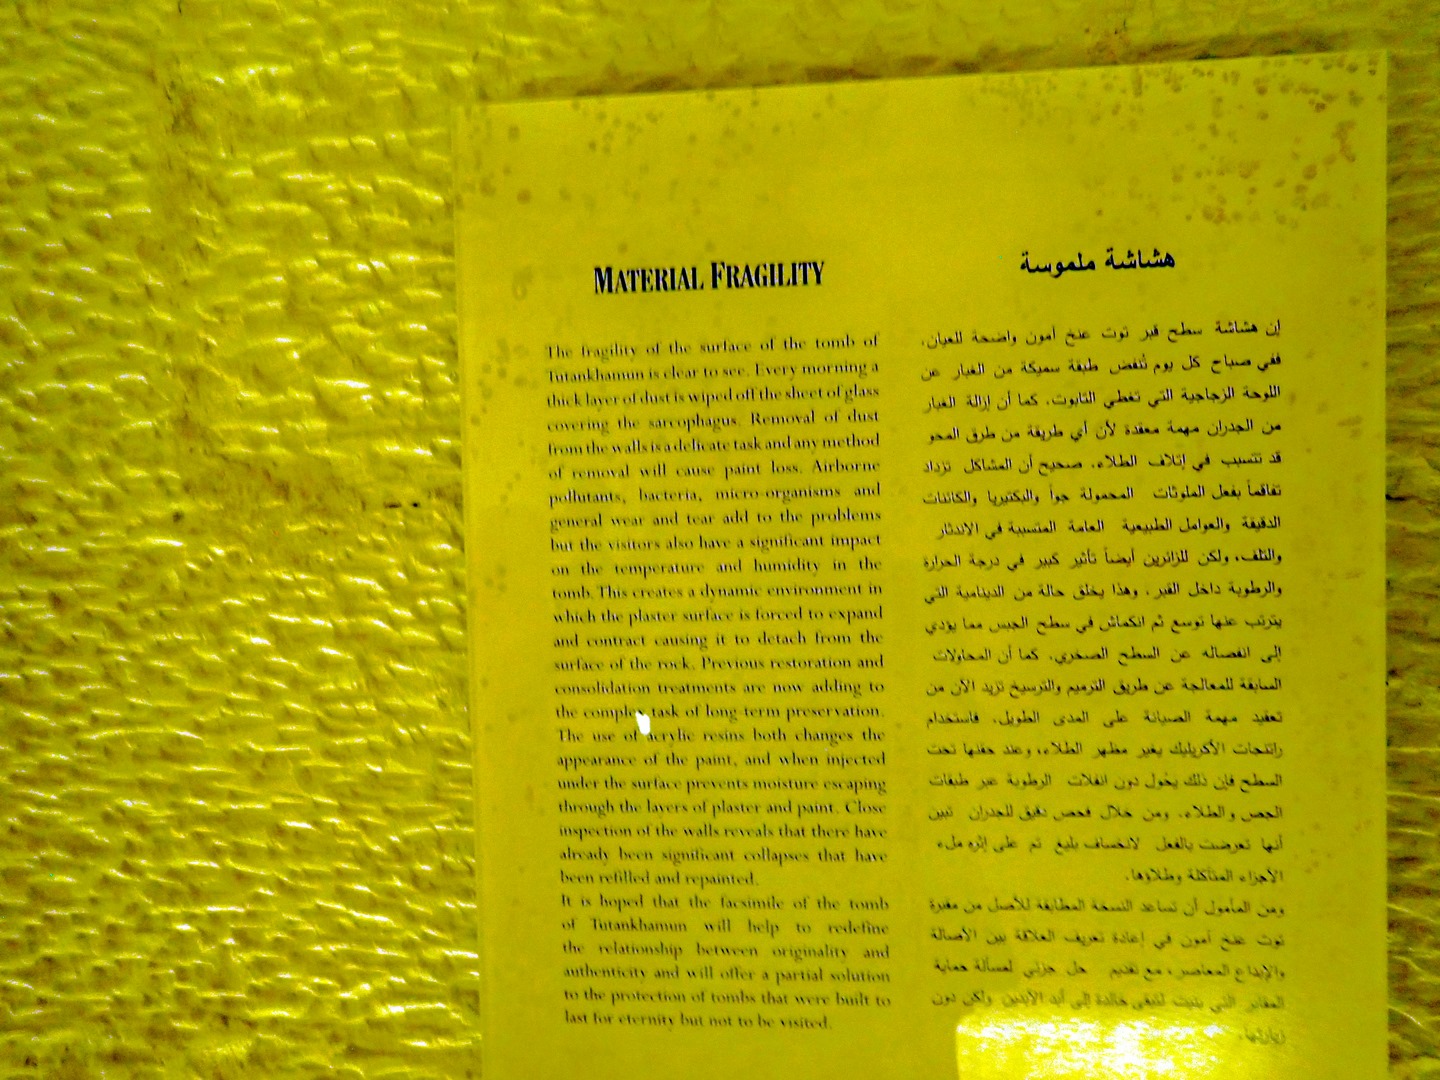 MATERIAL FRAGILITY
The fragility of the surface of the tomb of
Tutankhamun is clear to see. Every morning a
thick layer of dust is wiped off the sheet of glass
covering the sarcophagus. Removal of dust
from the walls is a delicate task and any method
of removal will cause paint loss. Airborne
pollutants, bacteria, micro-organisms and
general wear and tear add to the problems
but the visitors also have a significant impact
on the temperature and humidity in the
tomb. This creates a dynamic environment in
which the plaster surface is forced to expand
and contract causing it to detach from the
surface of the rock. Previous restoration and
consolidation treatments are now adding to
the complex task of long-term preservation.
The use of acrylic resins both changes the
appearance of the paint, and when injected
under the surface prevents moisture escaping
through the layers of plaster and paint. Close
inspection of the walls reveals that there have
already been significant collapses that have
been refilled and repainted.
It is hoped that the facsimile of the tomb
of Tutankhamun will help to redefine
the relationship between originality and
authenticity and will offer a partial solution
to the protection of tombs that were built to
last for eternity but not to be visited.
هشاشة ملموسة
إن هشاشة سطح قبر توت عنخ آمون واضحة للعيان،
ففي صباح كل يوم تُنفض طبقة سميكة من الغبار عن
اللوحة الزجاجية التي تغطي التابوت. كما أن إزالة الغبار
من الجدران مهمة معقدة لأن أي طريقة من طرق المحو
قد تتسبب في إتلاف الطلاء. صحيح أن المشاكل تزداد
تفاقماً بفعل الملوثات المحمولة جواً والبكتيريا والكائنات
الدقيقة والعوامل الطبيعية العامة المتسببة في الاندثار
والتلف، ولكن للزائرين أيضاً تأثير كبير في درجة الحرارة
والرطوبة داخل القبر. وهذا يخلق حالة من الدينامية التي
يترتب عنها توسع ثم انكماش في سطح الجبس مما يؤدي
إلى انفصاله عن السطح الصخري. كما أن المحاولات
السابقة للمعالجة عن طريق الترميم والترسيخ تزيد الآن من
تعقيد مهمة الصيانة على المدى الطويل. فاستخدام
راتنجات الأكريليك يغير مظهر الطلاء، وعند حقنها تحت
السطح فإن ذلك يحُول دون انفلات الرطوبة عبر طبقات
الجص والطلاء. ومن خلال فحص دقيق للجدران تبين
أنها تعرضت بالفعل لانخساف بليغ تم على إثره ملء
الأجزاء المتآكلة وطلاؤها.
ومن المأمول أن تساعد النسخة المطابقة للأصل من مقبرة
توت عنخ آمون في إعادة تعريف العلاقة بين الأصالة
والإبداع المعاصر، مع تقديم حل جزئي لمسألة حماية
المقابر التي بنيت لتبقى خالدة إلى أبد الآبدين ولكن دون
زيارتها.